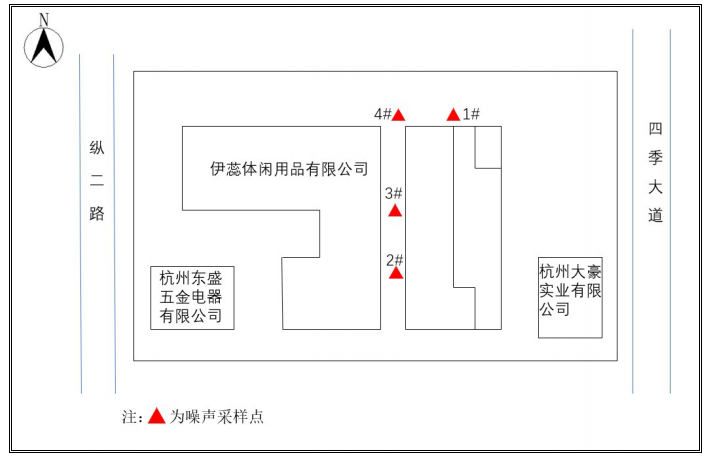 N
4#
1#
纵二路
四季大道
伊蕊体闲用品有限公司
3#
2#
杭州东盛
五金电器
有限公司
杭州大豪
实业有限
公司
注：为噪声采样点